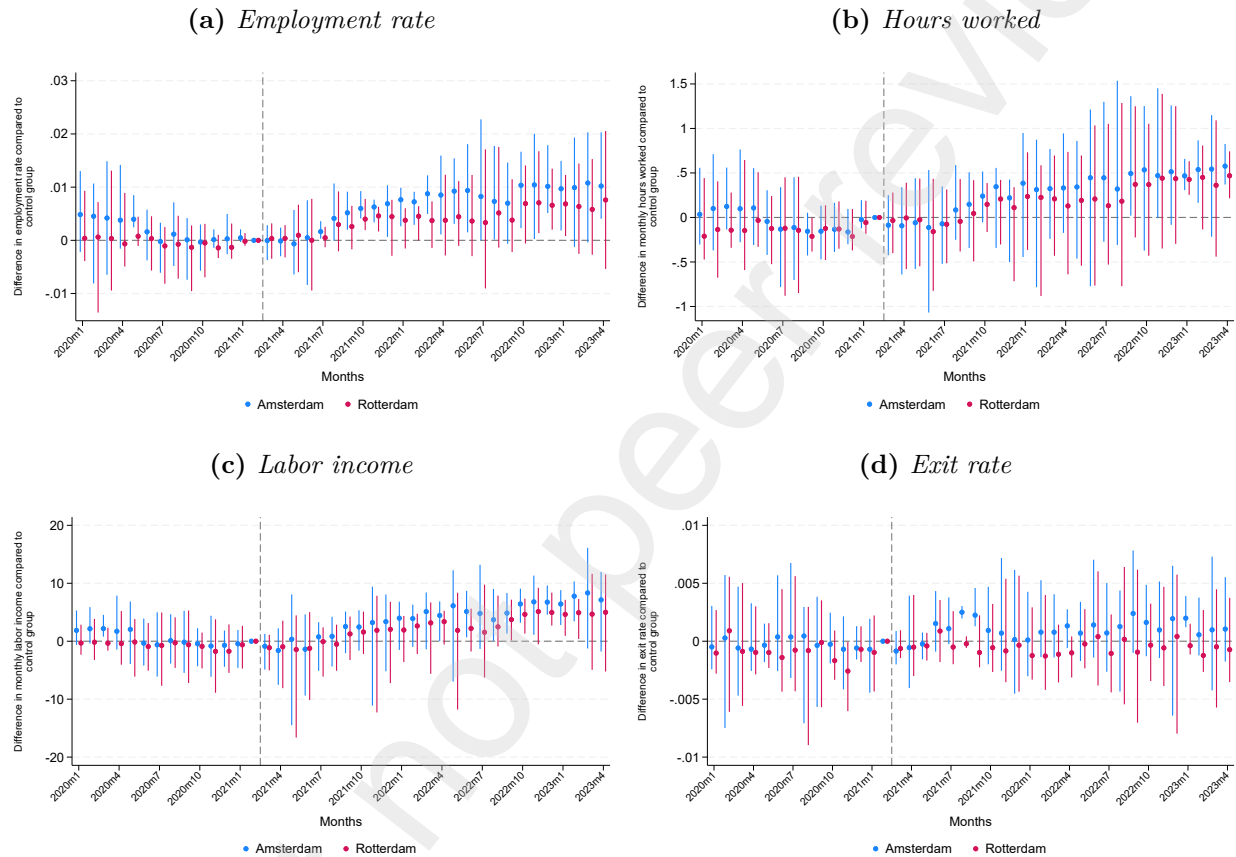 (a) Employment rate
Difference in employment rate compared to
control group
.03
.02
.01
0
-.01
2020m1
2020m4
2020m7
2020m10
2021m1
2021m4
2021m7
2021m10
2022m1
2022m4
2022m7
2022m10
2023m1
2023m4
Months
Amsterdam Rotterdam
(b) Hours worked
Difference in monthly hours worked compared to
control group
1.5
1
.5
0
-.5
-1
2020m1
2020m4
2020m7
2020m10
2021m1
2021m4
2021m7
2021m10
2022m1
2022m4
2022m7
2022m10
2023m1
2023m4
Months
Amsterdam Rotterdam
(c) Labor income
Difference in monthly labor income compared to
control group
20
10
0
-10
-20
2020m1
2020m4
2020m7
2020m10
2021m1
2021m4
2021m7
2021m10
2022m1
2022m4
2022m7
2022m10
2023m1
2023m4
Months
Amsterdam Rotterdam
(d) Exit rate
Difference in exit rate compared to
control group
.01
.005
0
-.005
-.01
2020m1
2020m4
2020m7
2020m10
2021m1
2021m4
2021m7
2021m10
2022m1
2022m4
2022m7
2022m10
2023m1
2023m4
Months
Amsterdam Rotterdam
not peer review